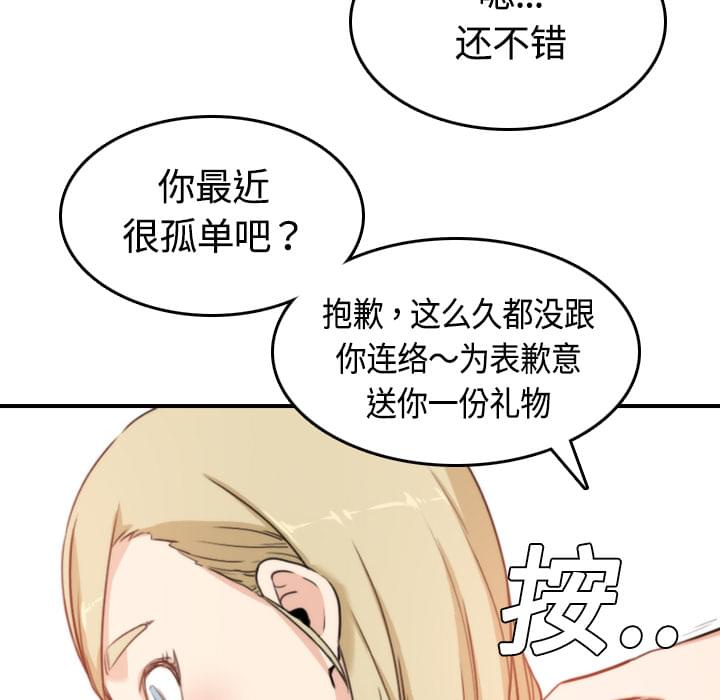 嗯...
还不错
你最近
很孤单吧？
抱歉，这么久都没跟
你连络～为表歉意
送你一份礼物
按..